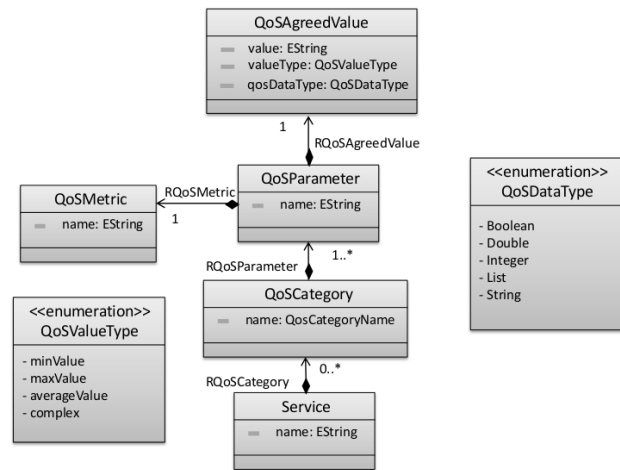 QoSAgreedValue
value: EString
valueType: QoSValueType
qosDataType: QoSDataType
1
RQoSAgreedValue
QoSMetric
name: EString
RQoSMetric
1
QoSParameter
name: EString
<<enumeration>>
QoSDataType
- Boolean
- Double
- Integer
- List
- String
1..*
RQoSParameter
QoSCategory
name: QosCategoryName
<<enumeration>>
QoSValueType
- minValue
- maxValue
- averageValue
- complex
0..*
RQoSCategory
Service
name: EString